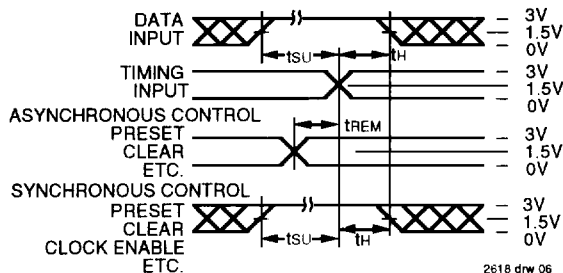 DATA
INPUT
3V
1.5V
0V
tSU
tH
TIMING
INPUT
3V
1.5V
0V
ASYNCHRONOUS CONTROL
PRESET
CLEAR
ETC.
tREM
3V
1.5V
0V
SYNCHRONOUS CONTROL
PRESET
CLEAR
CLOCK ENABLE
ETC.
tSU
tH
3V
1.5V
0V
2618 drw 06